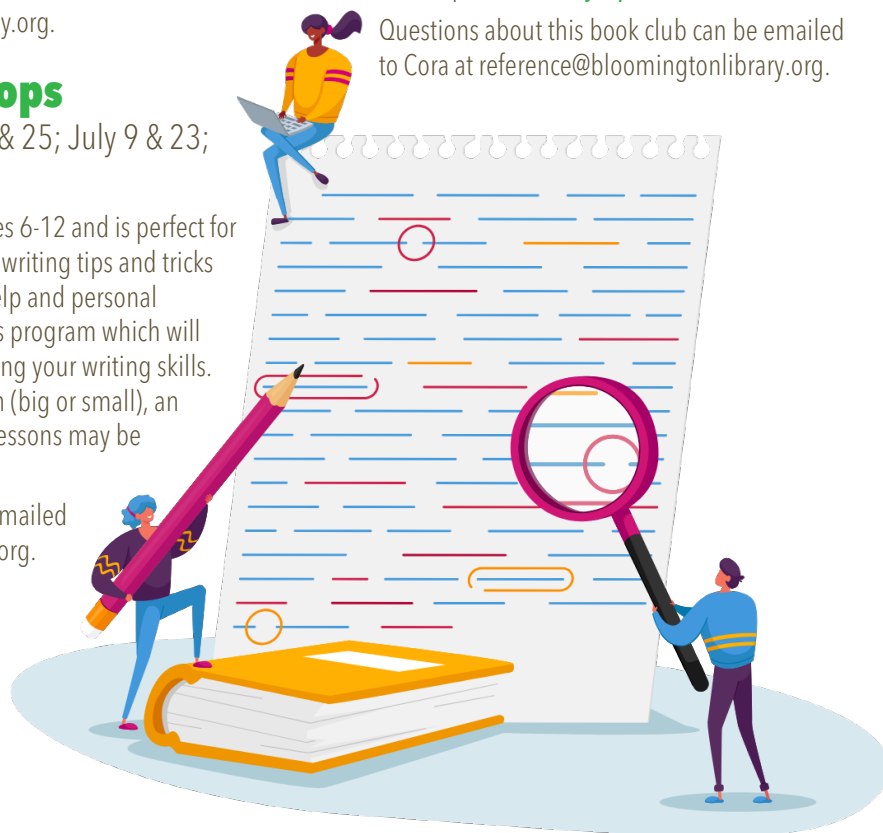 y.org.
ops
& 25; July 9 & 23;
es 6-12 and is perfect for
writing tips and tricks
elp and personal
s program which will
ng your writing skills.
n (big or small), an
essons may be
mailed
org.
Questions about this book club can be emailed
to Cora at reference@bloomingtonlibrary.org.